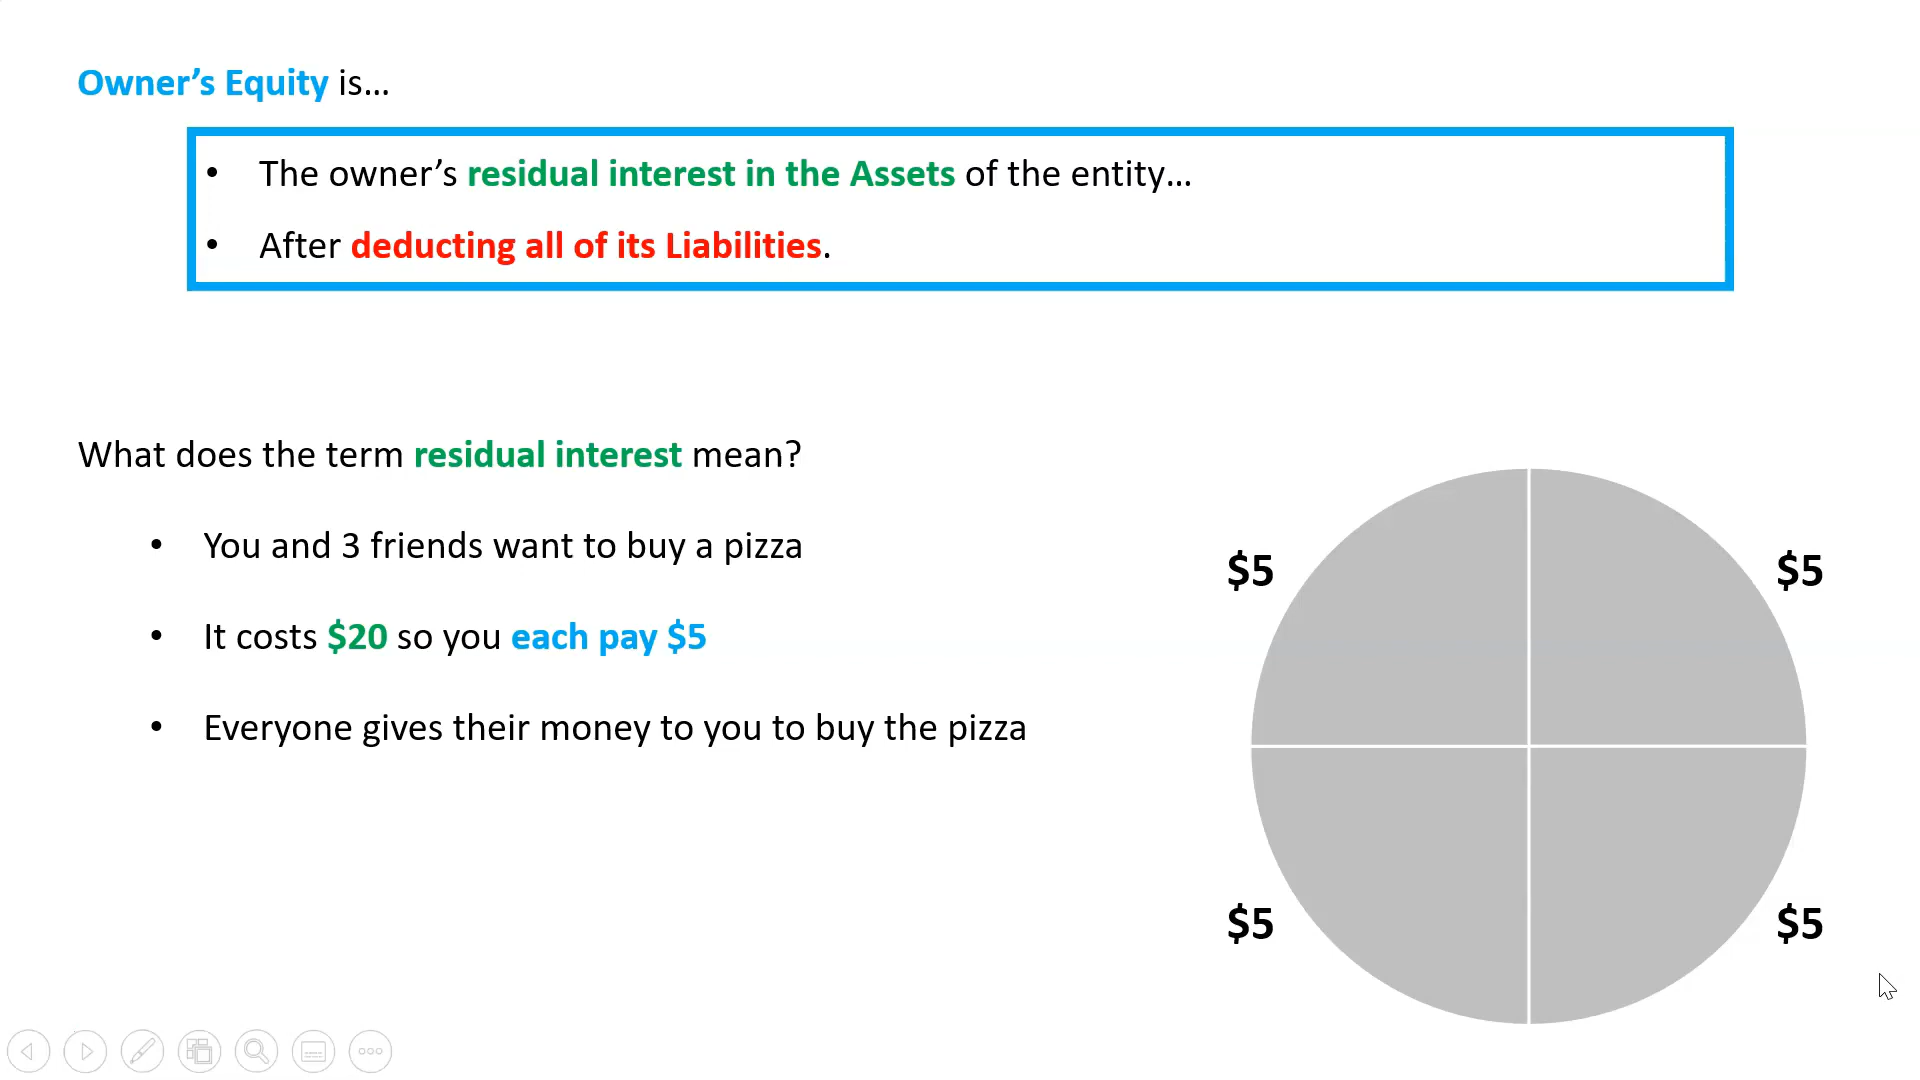 Owner’s Equity is…
• The owner’s residual interest in the Assets of the entity…
• After deducting all of its Liabilities.
What does the term residual interest mean?
• You and 3 friends want to buy a pizza
• It costs $20 so you each pay $5
• Everyone gives their money to you to buy the pizza
$5
$5
$5
$5